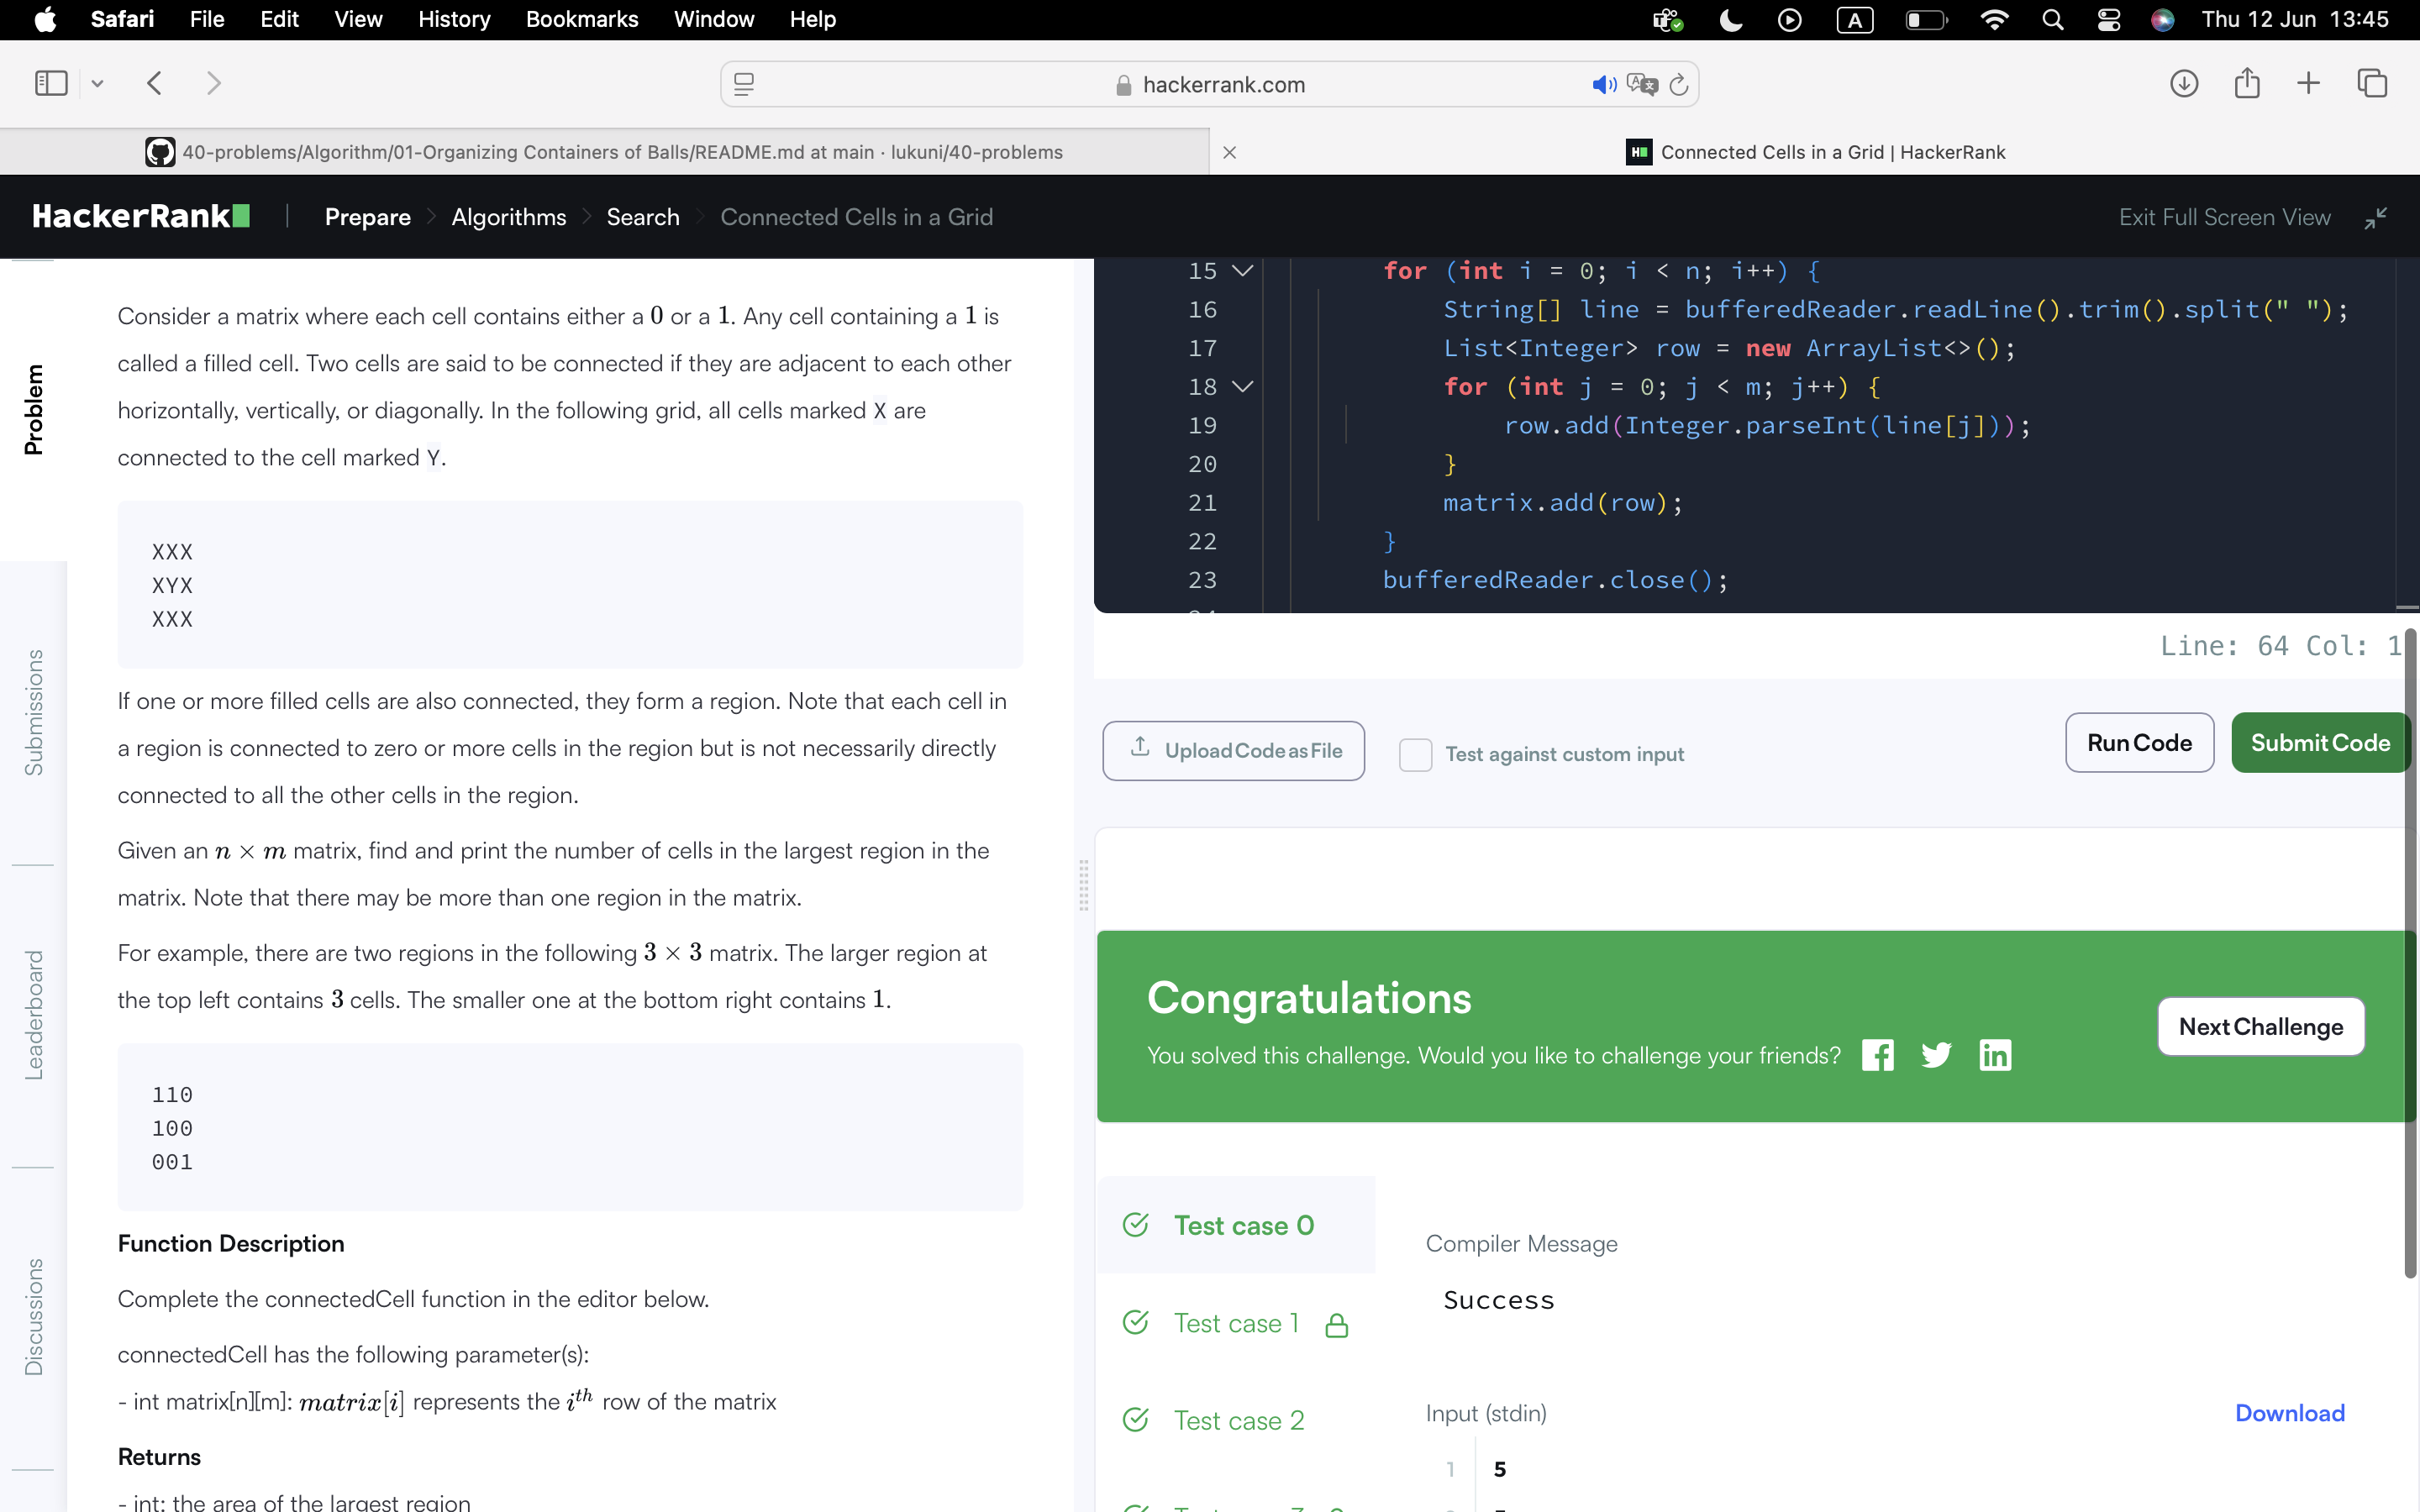 Safari File Edit View History Bookmarks Window Help A Thu 12 Jun 13:45
hackerrank.com
40-problems/Algorithm/01-Organizing Containers of Balls/README.md at main · lukuni/40-problems
Connected Cells in a Grid | HackerRank
HackerRank Prepare Algorithms Search Connected Cells in a Grid Exit Full Screen View
Problem
Submissions
Leaderboard
Discussions
Consider a matrix where each cell contains either a 0 or a 1. Any cell containing a 1 is
called a filled cell. Two cells are said to be connected if they are adjacent to each other
horizontally, vertically, or diagonally. In the following grid, all cells marked X are
connected to the cell marked Y.
XXX
XYX
XXX
If one or more filled cells are also connected, they form a region. Note that each cell in
a region is connected to zero or more cells in the region but is not necessarily directly
connected to all the other cells in the region.
Given an n × m matrix, find and print the number of cells in the largest region in the
matrix. Note that there may be more than one region in the matrix.
For example, there are two regions in the following 3 × 3 matrix. The larger region at
the top left contains 3 cells. The smaller one at the bottom right contains 1.
110
100
001
Function Description
Complete the connectedCell function in the editor below.
connectedCell has the following parameter(s):
- int matrix[n][m]: matrix[i] represents the i^th row of the matrix
Returns
- int: the area of the largest region
15 for (int i = 0; i < n; i++) {
16 String[] line = bufferedReader.readLine().trim().split(" ");
17 List<Integer> row = new ArrayList<>();
18 for (int j = 0; j < m; j++) {
19 row.add(Integer.parseInt(line[j]));
20 }
21 matrix.add(row);
22 }
23 bufferedReader.close();
Line: 64 Col: 1
Upload Code as File
Test against custom input
Run Code
Submit Code
Congratulations
You solved this challenge. Would you like to challenge your friends?
Next Challenge
Test case 0
Test case 1
Test case 2
Compiler Message
Success
Input (stdin)
Download
1 5